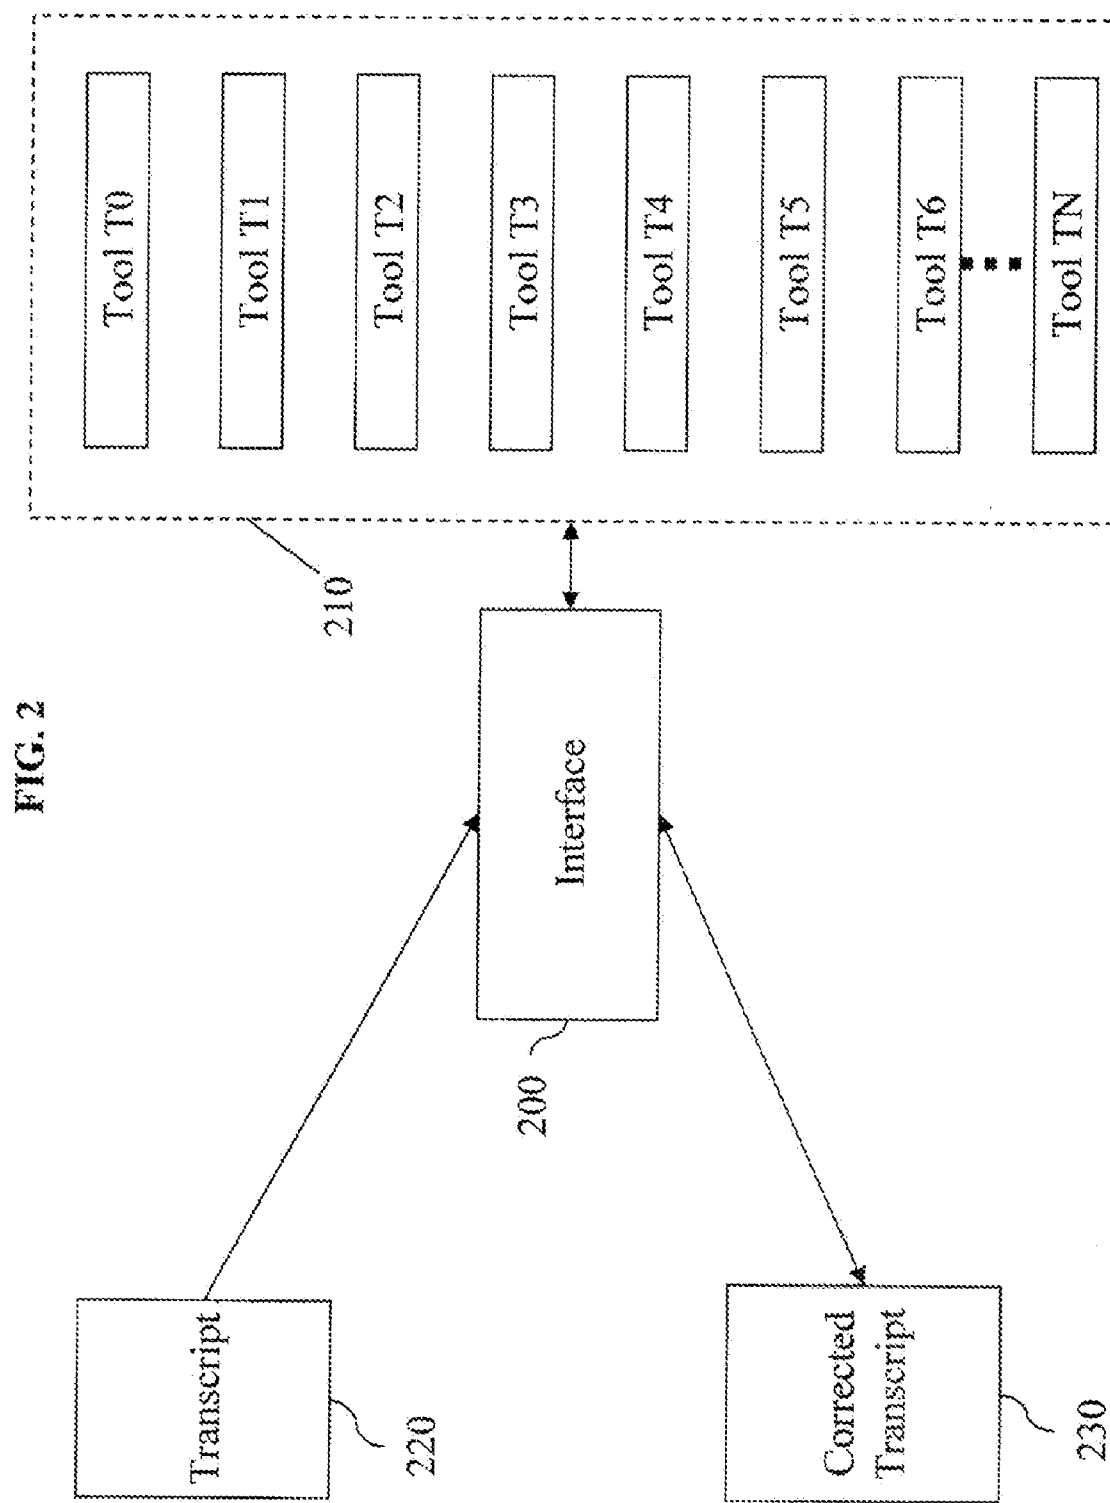 FIG. 2
Transcript
220
Corrected
Transcript
230
Interface
200
210
Tool T0
Tool T1
Tool T2
Tool T3
Tool T4
Tool T5
Tool T6
Tool TN